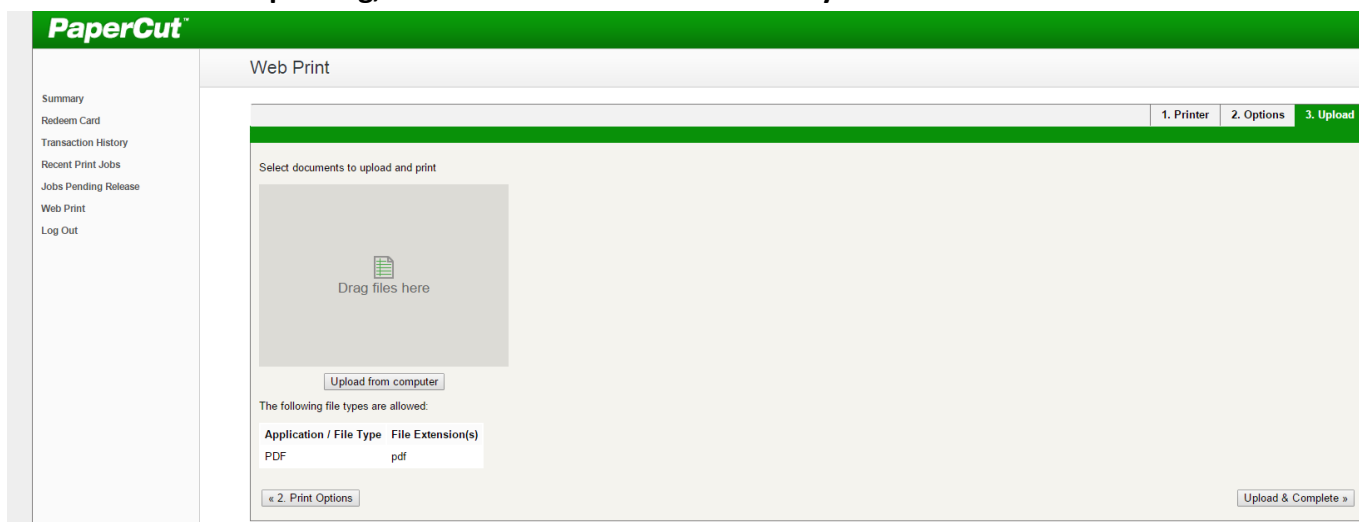 PaperCut™
Web Print
Summary
Redeem Card
Transaction History
Recent Print Jobs
Jobs Pending Release
Web Print
Log Out
1. Printer 2. Options 3. Upload
Select documents to upload and print
Drag files here
Upload from computer
The following file types are allowed:
Application / File Type File Extension(s)
PDF pdf
« 2. Print Options Upload & Complete »